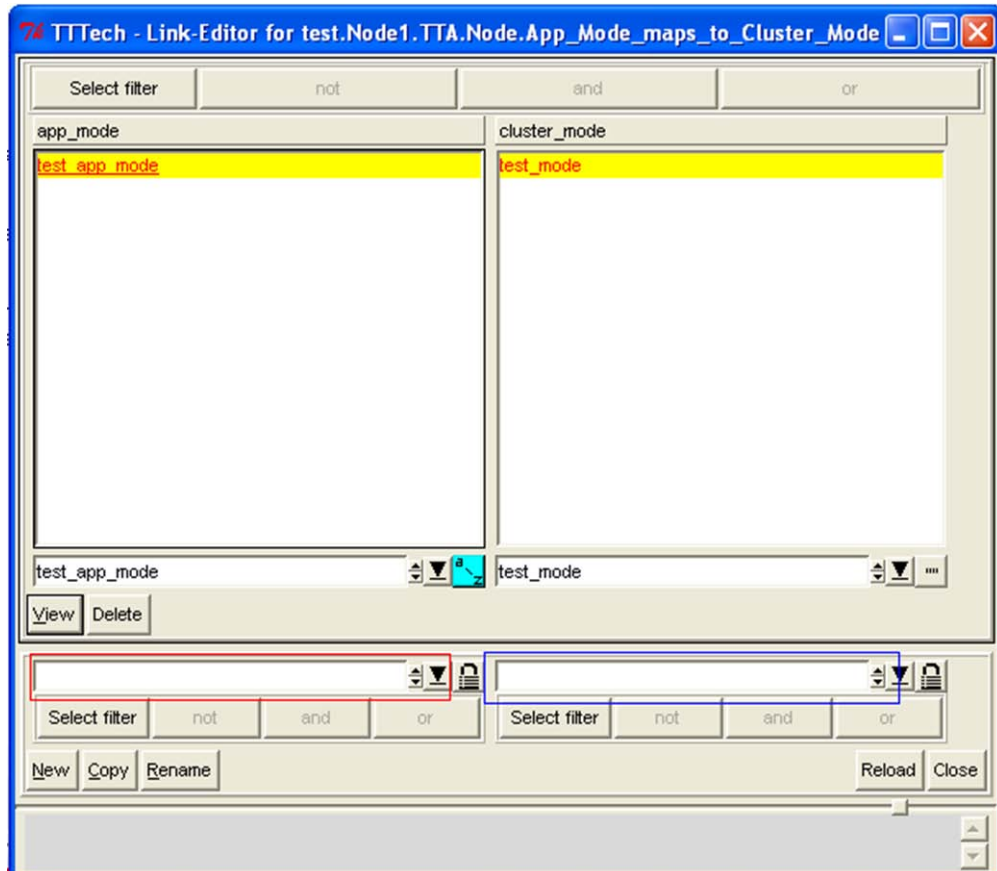 TTTech - Link-Editor for test.Node1.TTA.Node.App_Mode_maps_to_Cluster_Mode
Select filter not and or
app_mode cluster_mode
test_app_mode test_mode
test_app_mode a z test_mode
View Delete
Select filter not and or Select filter not and or
New Copy Rename Reload Close